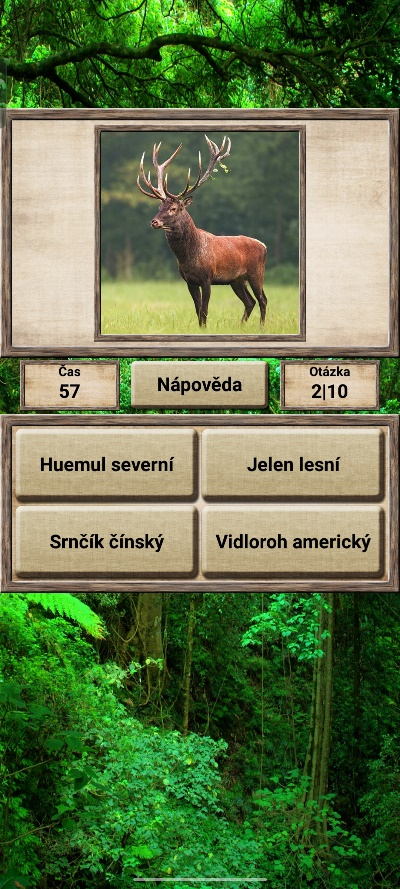 Čas
57
Nápověda
Otázka
2|10
Huemul severní
Jelen lesní
Srnčík čínský
Vidloroh americký